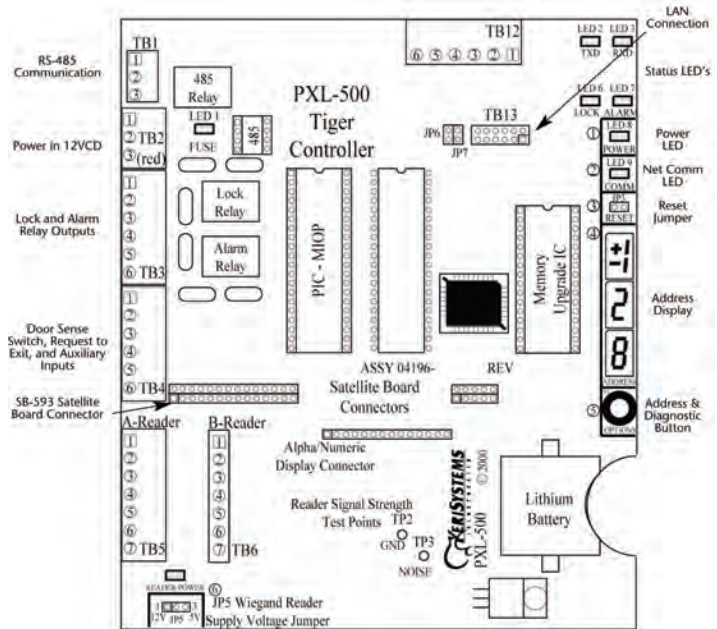 LAN
Connection
TB12
⑥ ⑤ ④ ③ ② 1
LED 2 LED 3
TXD RXD
RS-485
Communication
TB1
1
②
③
485
Relay
LED 1
FUSE
485
PXL-500
Tiger
Controller
JP6
JP7
TB13
Status LED's
LED 6 LED 7
LOCK ALARM
① LED 8
POWER
Power
LED
② LED 9
COMM
Net Comm
LED
③
RESET
Reset
Jumper
④
Power in 12VCD
1
② TB2
③ (red)
Lock and Alarm
Relay Outputs
1
②
③
④
⑤
⑥ TB3
Lock
Relay
Alarm
Relay
PIC - MIOP
Memory
Upgrade IC
+1
2
8
ADDRESS
Address
Display
Door Sense
Switch, Request to
Exit, and Auxiliary
Inputs
1
②
③
④
⑤
⑥ TB4
SB-593 Satellite
Board Connector
ASSY 04196- REV
Satellite Board
Connectors
⑤
OPTIONS
Address &
Diagnostic
Button
A-Reader B-Reader
1
②
③
④
⑤
⑥
⑦ TB5
1
②
③
④
⑤
⑥
⑦ TB6
Alpha/Numeric
Display Connector
Reader Signal Strength
Test Points TP2
GND TP3
NOISE
KERISYSTEMS
INCORPORATED
PXL-500 © 2000
Lithium
Battery
READER POWER ⑥
1 3
12V JP5 5V
JP5 Wiegand Reader
Supply Voltage Jumper